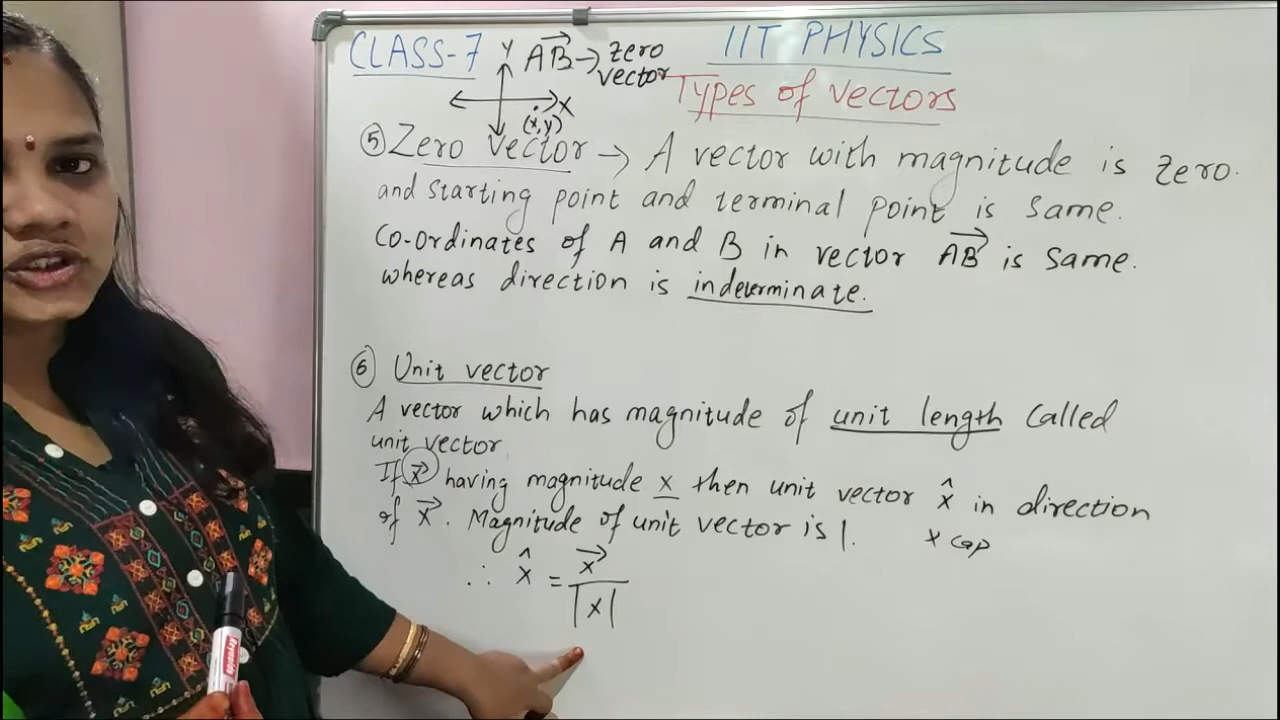 CLASS-7
IIT PHYSICS
Y
AB⃗ → zero
vector
X
(x,y)
Types of vectors
⑤ Zero Vector → A vector with magnitude is zero.
and starting point and terminal point is same.
Co-ordinates of A and B in vector AB⃗ is same.
whereas direction is indeterminate.
⑥ Unit vector
A vector which has magnitude of unit length called
unit vector
If x⃗ having magnitude x then unit vector x̂ in direction
of x⃗. Magnitude of unit vector is 1.
x cap
∴ x̂ = x⃗ / |x|
Reynolds